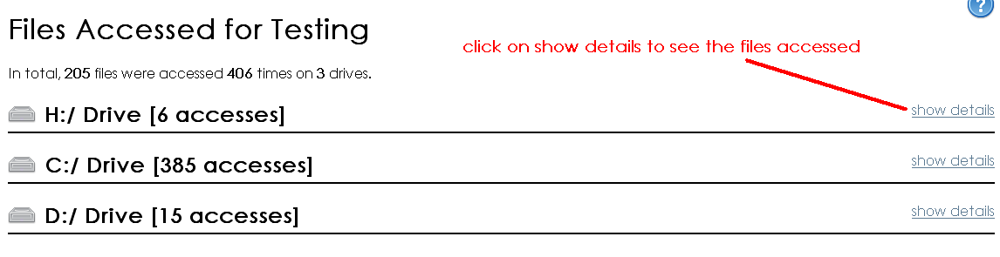 ?
Files Accessed for Testing
click on show details to see the files accessed
In total, 205 files were accessed 406 times on 3 drives.
H:/ Drive [6 accesses]
show details
C:/ Drive [385 accesses]
show details
D:/ Drive [15 accesses]
show details